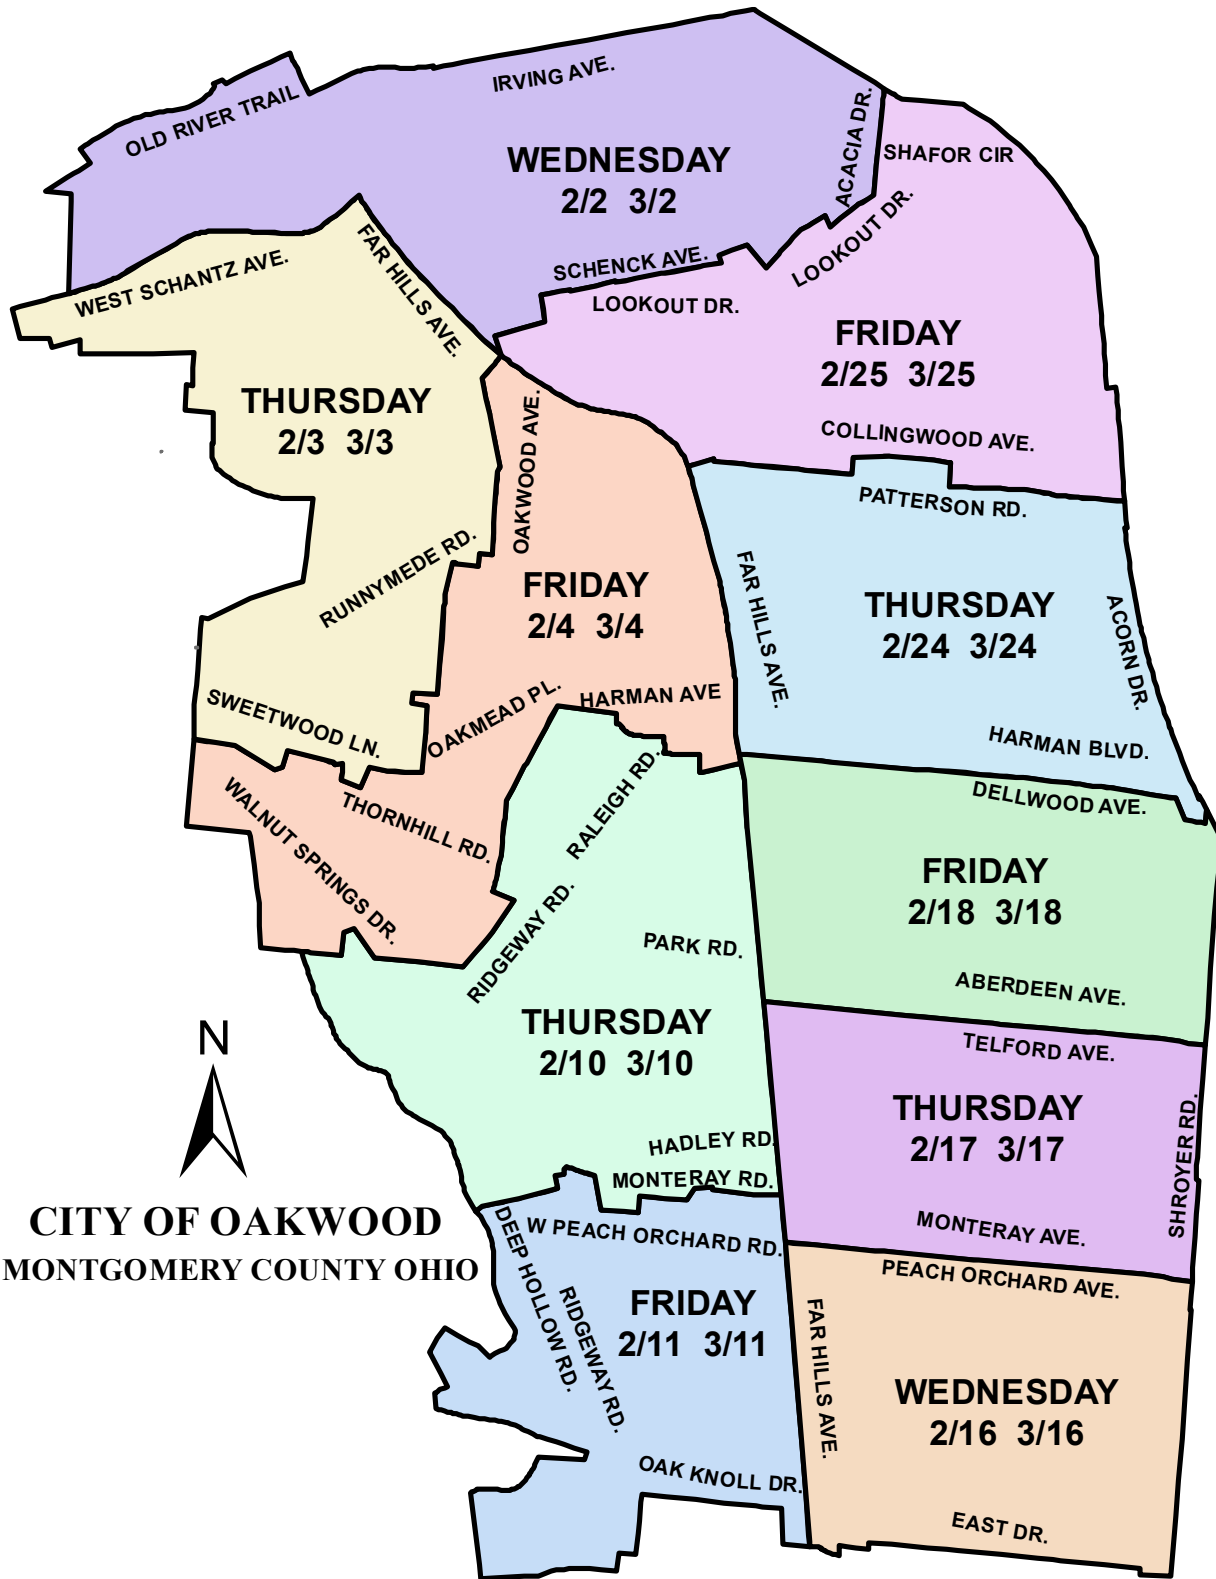 IRVING AVE.
OLD RIVER TRAIL
ACACIA DR.
SHAFOR CIR
WEDNESDAY
2/2 3/2
LOOKOUT DR.
FAR HILLS AVE.
SCHENCK AVE.
WEST SCHANTZ AVE.
LOOKOUT DR.
FRIDAY
2/25 3/25
THURSDAY
2/3 3/3
OAKWOOD AVE.
COLLINGWOOD AVE.
PATTERSON RD.
RUNNYMEDE RD.
FRIDAY
2/4 3/4
FAR HILLS AVE.
THURSDAY
2/24 3/24
ACORN DR.
SWEETWOOD LN.
OAKMEAD PL.
HARMAN AVE
HARMAN BLVD.
RALEIGH RD.
DELLWOOD AVE.
WALNUT SPRINGS DR.
THORNHILL RD.
FRIDAY
2/18 3/18
RIDGEWAY RD.
PARK RD.
ABERDEEN AVE.
THURSDAY
2/10 3/10
N
TELFORD AVE.
THURSDAY
2/17 3/17
SHROYER RD.
HADLEY RD.
MONTERAY RD.
CITY OF OAKWOOD
MONTGOMERY COUNTY OHIO
DEEP HOLLOW RD.
W PEACH ORCHARD RD.
MONTERAY AVE.
PEACH ORCHARD AVE.
RIDGEWAY RD.
FRIDAY
2/11 3/11
FAR HILLS AVE.
WEDNESDAY
2/16 3/16
OAK KNOLL DR.
EAST DR.